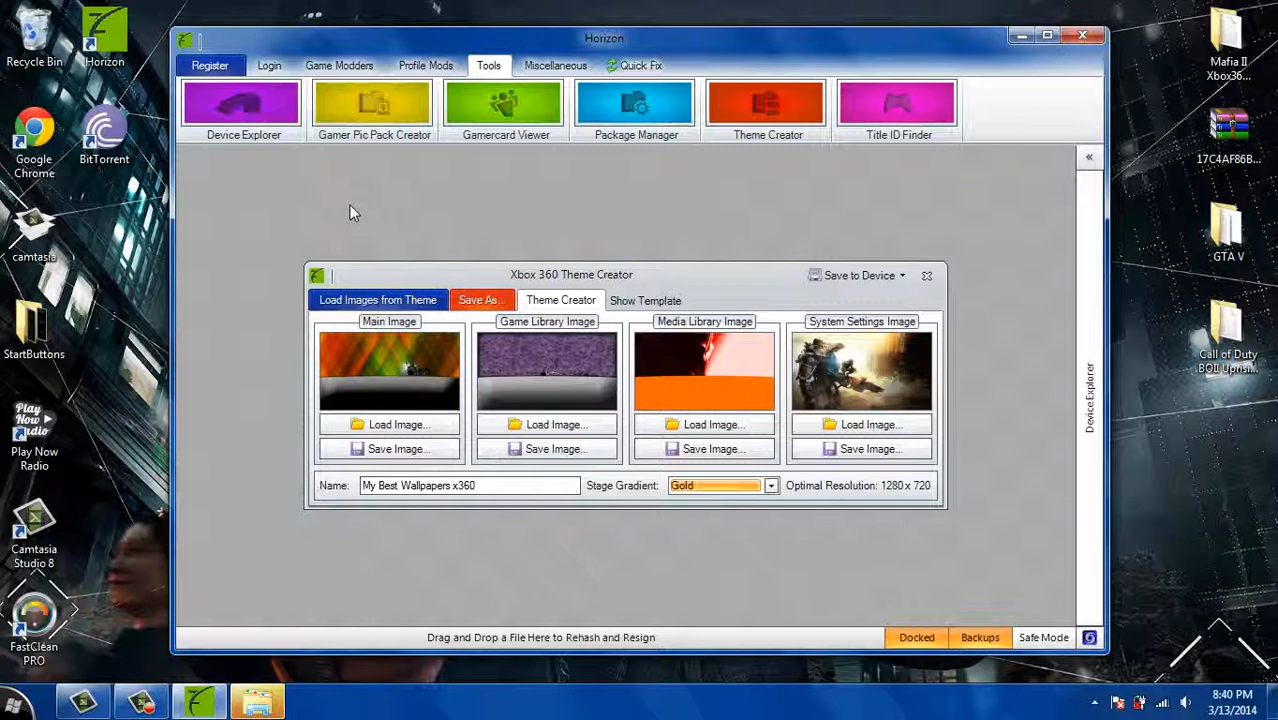 Recycle Bin
Horizon
Google
Chrome
BitTorrent
camtasia
StartButtons
Play Now
Radio
Camtasia
Studio 8
FastClean
PRO
Horizon
Register Login Game Modders Profile Mods Tools Miscellaneous Quick Fix
Device Explorer Gamer Pic Pack Creator Gamercard Viewer Package Manager Theme Creator Title ID Finder
«
Device Explorer
Xbox 360 Theme Creator
Save to Device
Load Images from Theme Save As... Theme Creator Show Template
Main Image Game Library Image Media Library Image System Settings Image
Load Image... Load Image... Load Image... Load Image...
Save Image... Save Image... Save Image... Save Image...
Name: My Best Wallpapers x360 Stage Gradient: Gold Optimal Resolution: 1280 x 720
Drag and Drop a File Here to Rehash and Resign
Docked Backups Safe Mode
Mafia II
Xbox36...
17C4AF86B...
GTA V
Call of Duty
BOII Uprisi...
8:40 PM
3/13/2014